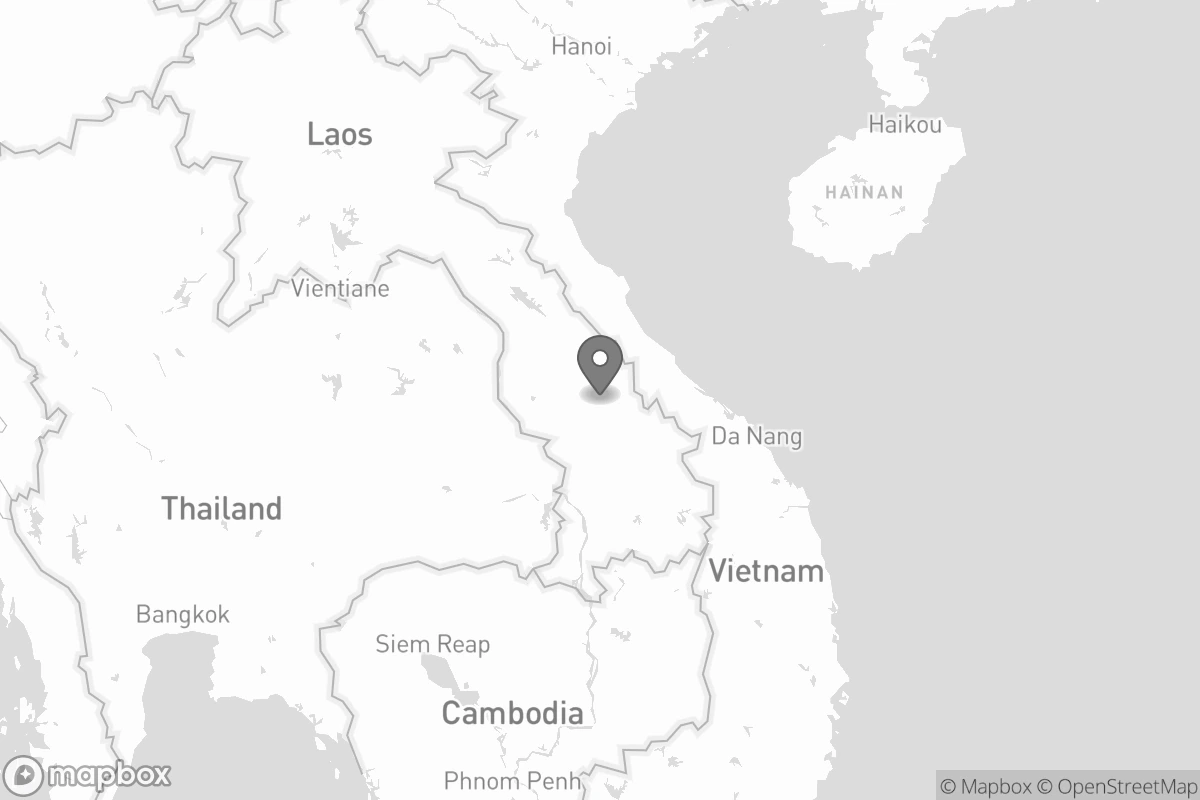 Hanoi
Haikou
Laos
HAINAN
Vientiane
Da Nang
Thailand
Vietnam
Bangkok
Siem Reap
Cambodia
Phnom Penh
mapbox
© Mapbox © OpenStreetMap